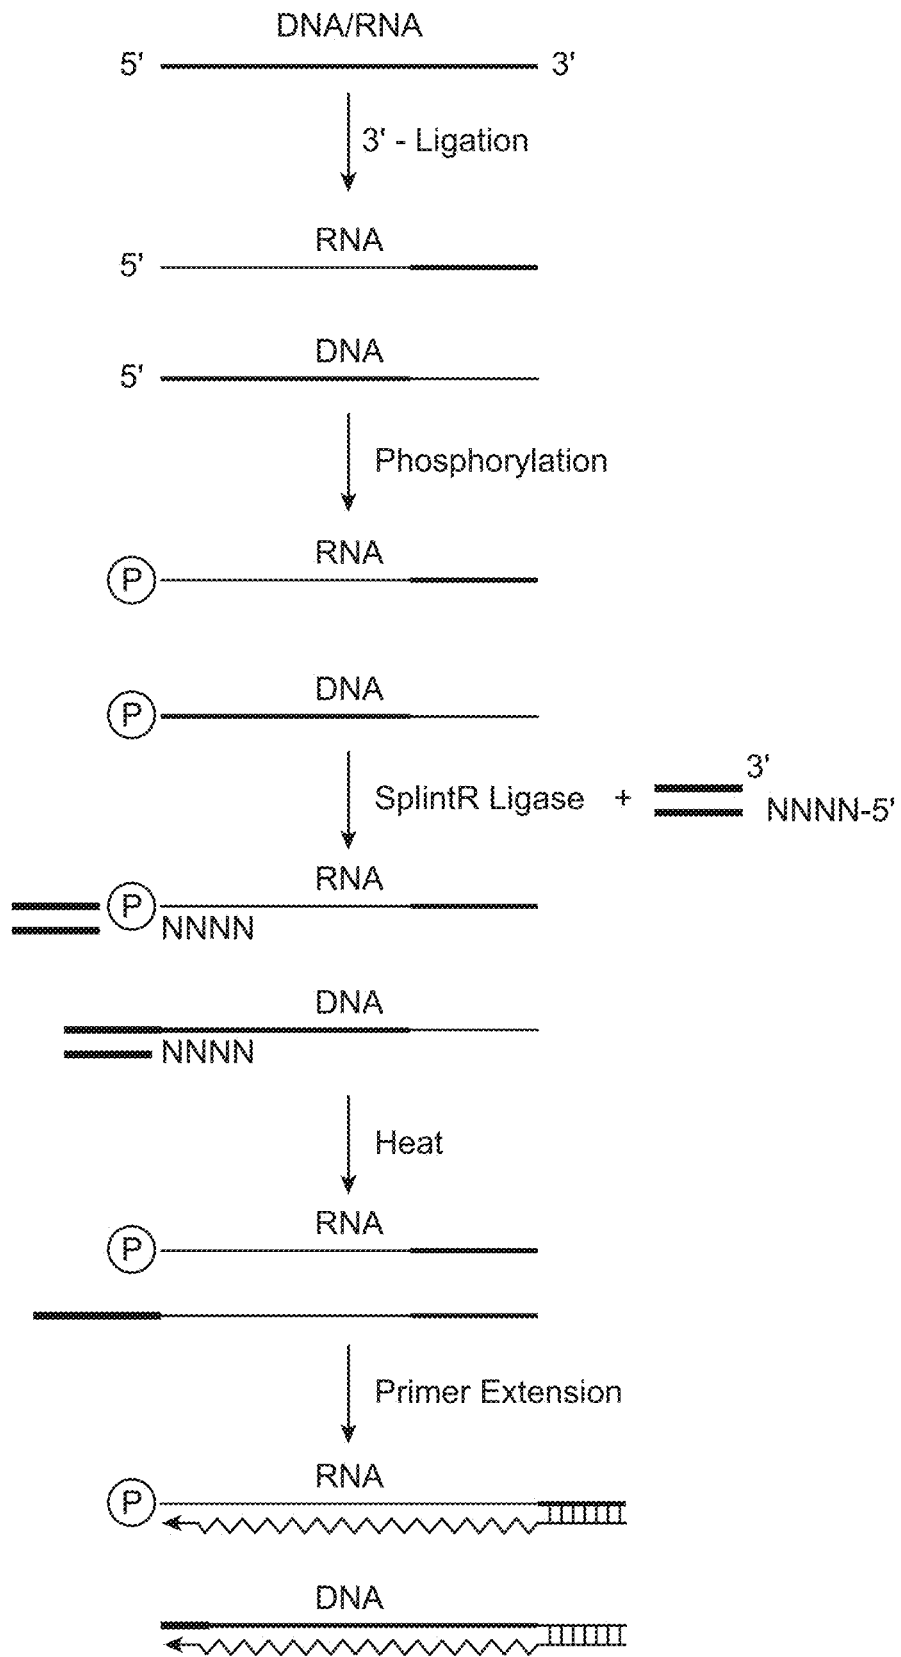 DNA/RNA
5' 3'
3' - Ligation
RNA
5'
DNA
5'
Phosphorylation
RNA
P
DNA
P
3'
SplintR Ligase + NNNN-5'
RNA
P
NNNN
DNA
NNNN
Heat
RNA
P
Primer Extension
RNA
P
DNA